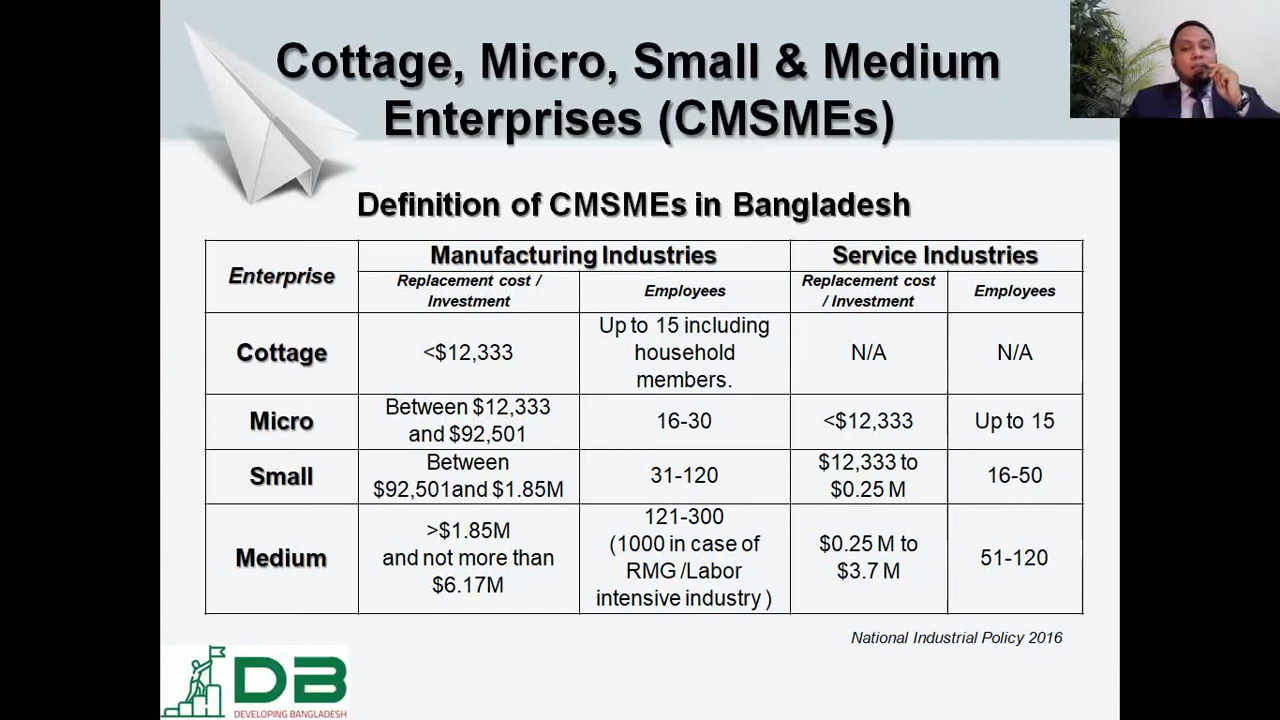 Cottage, Micro, Small & Medium
Enterprises (CMSMEs)
Definition of CMSMEs in Bangladesh
Enterprise
Manufacturing Industries
Service Industries
Replacement cost /
Investment
Employees
Replacement cost
/ Investment
Employees
Cottage
<$12,333
Up to 15 including
household
members.
N/A
N/A
Micro
Between $12,333
and $92,501
16-30
<$12,333
Up to 15
Small
Between
$92,501and $1.85M
31-120
$12,333 to
$0.25 M
16-50
Medium
>$1.85M
and not more than
$6.17M
121-300
(1000 in case of
RMG /Labor
intensive industry )
$0.25 M to
$3.7 M
51-120
National Industrial Policy 2016
DB
DEVELOPING BANGLADESH